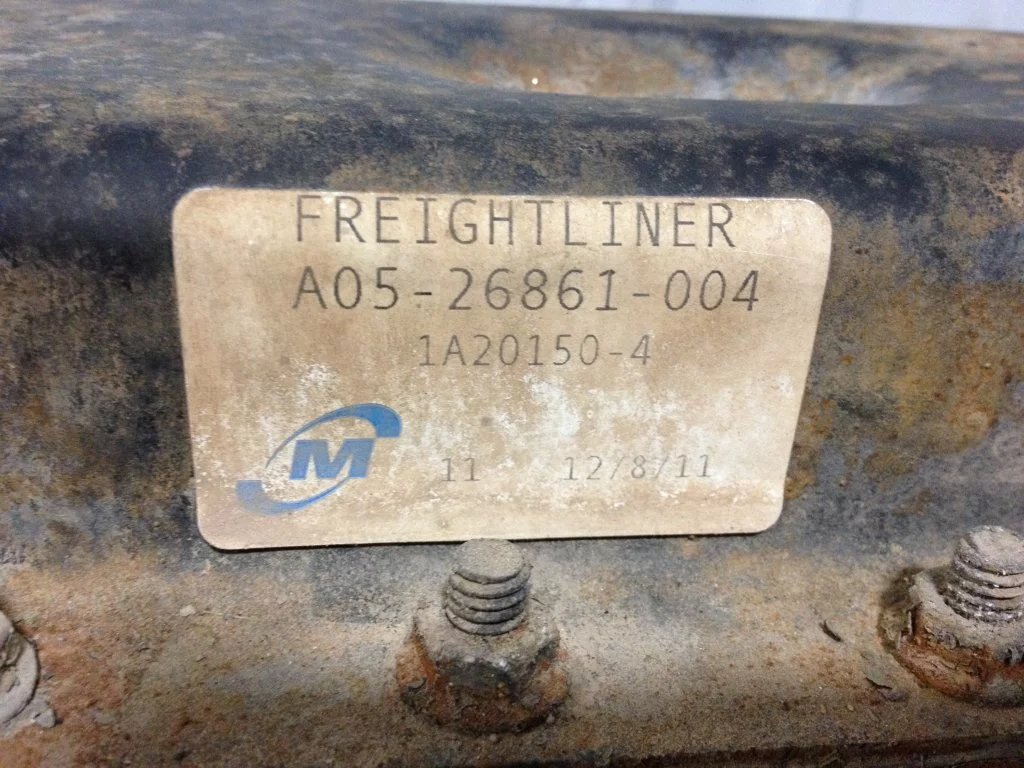 FREIGHTLINER
A05-26861-004
1A20150-4
M 11 12/8/11